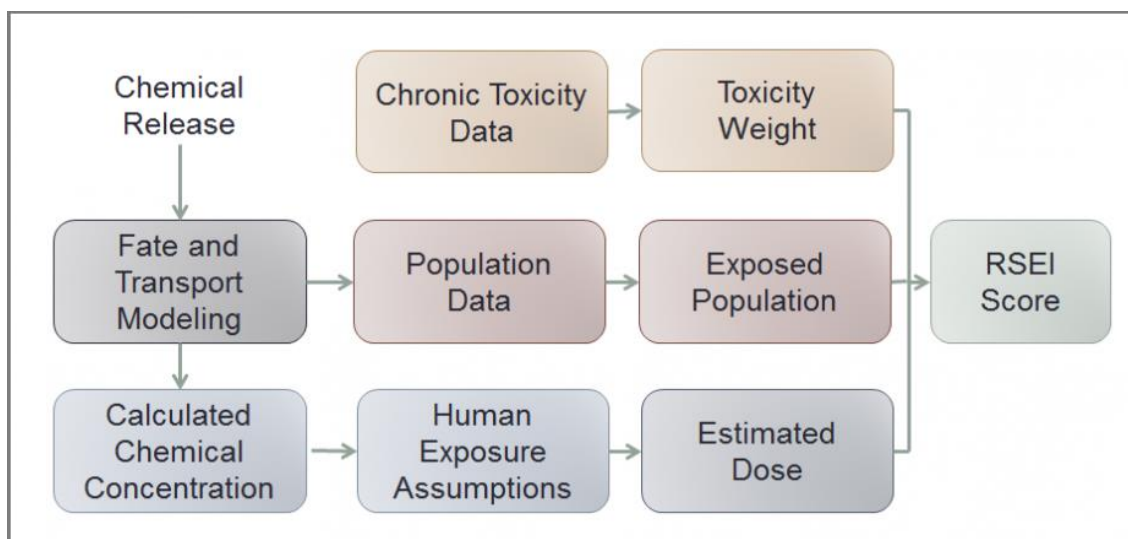 Chemical
Release
Chronic Toxicity
Data
Toxicity
Weight
Fate and
Transport
Modeling
Population
Data
Exposed
Population
RSEI
Score
Calculated
Chemical
Concentration
Human
Exposure
Assumptions
Estimated
Dose